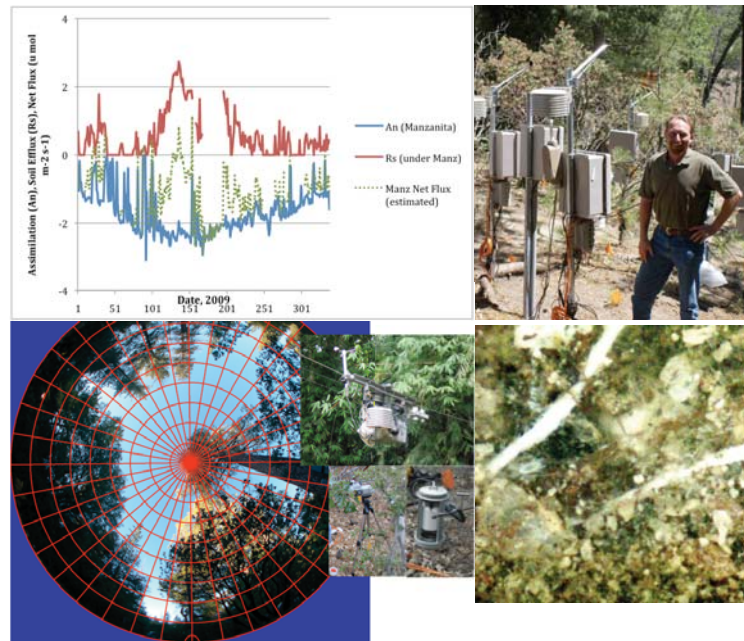 Assimilation (An), Soil Efflux (Rs), Net Flux (u mol
m-2 s-1)
4
2
0
-2
-4
1 51 101 151 201 251 301
Date, 2009
An (Manzanita)
Rs (under Manz)
Manz Net Flux
(estimated)